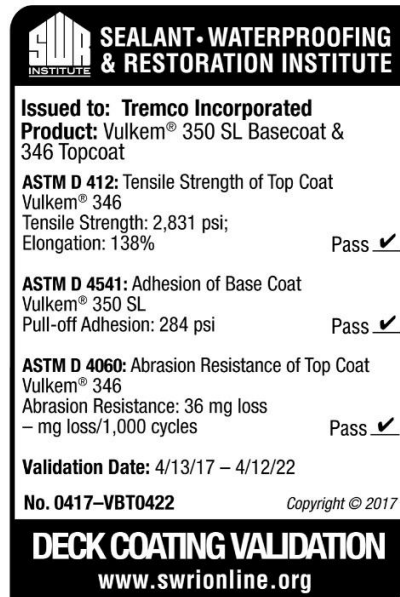 SWR
INSTITUTE
SEALANT • WATERPROOFING
& RESTORATION INSTITUTE
Issued to: Tremco Incorporated
Product: Vulkem® 350 SL Basecoat &
346 Topcoat
ASTM D 412: Tensile Strength of Top Coat
Vulkem® 346
Tensile Strength: 2,831 psi;
Elongation: 138% Pass ✔
ASTM D 4541: Adhesion of Base Coat
Vulkem® 350 SL
Pull-off Adhesion: 284 psi Pass ✔
ASTM D 4060: Abrasion Resistance of Top Coat
Vulkem® 346
Abrasion Resistance: 36 mg loss
– mg loss/1,000 cycles Pass ✔
Validation Date: 4/13/17 – 4/12/22
No. 0417–VBT0422 Copyright © 2017
DECK COATING VALIDATION
www.swrionline.org